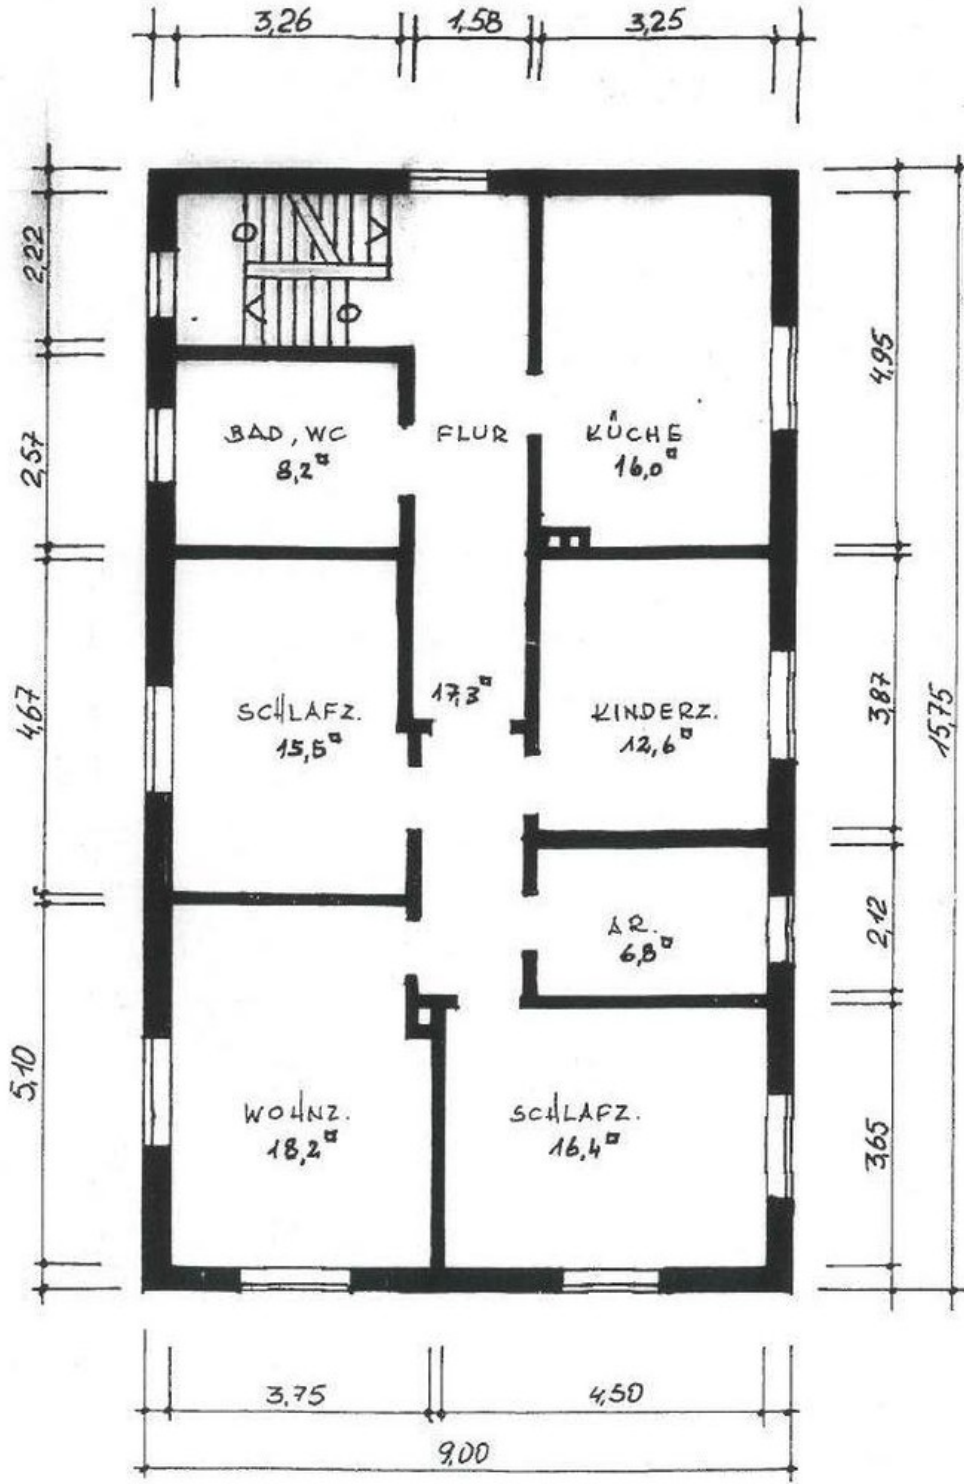 3,26 1,58 3,25
2,22
2,57
4,67
5,10
BAD, WC
8,2¤
FLUR
KÜCHE
16,0¤
4,95
SCHLAFZ.
15,5¤
17,3¤
KINDERZ.
12,6¤
3,87
15,75
AR.
6,8¤
2,12
WOHNZ.
18,2¤
SCHLAFZ.
16,4¤
3,65
3,75 4,50
9,00